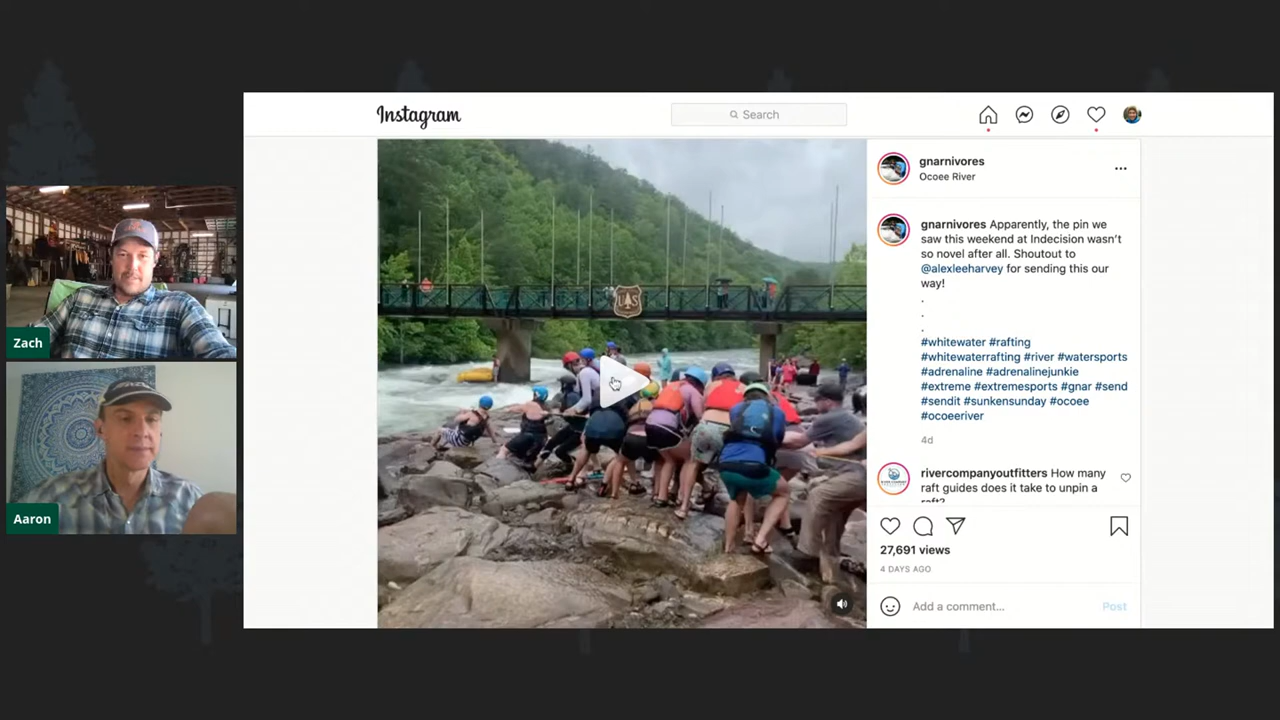 Instagram
Search
gnarnivores
Ocoee River
gnarnivores Apparently, the pin we
saw this weekend at Indecision wasn't
so novel after all. Shoutout to
@alexleeharvey for sending this our
way!
.
.
.
#whitewater #rafting
#whitewaterrafting #river #watersports
#adrenaline #adrenalinejunkie
#extreme #extremesports #gnar #send
#sendit #sunkensunday #ocoee
#ocoeeriver
4d
rivercompanyoutfitters How many
raft guides does it take to unpin a
raft?
27,691 views
4 DAYS AGO
Add a comment...
Post
U S
Zach
Aaron